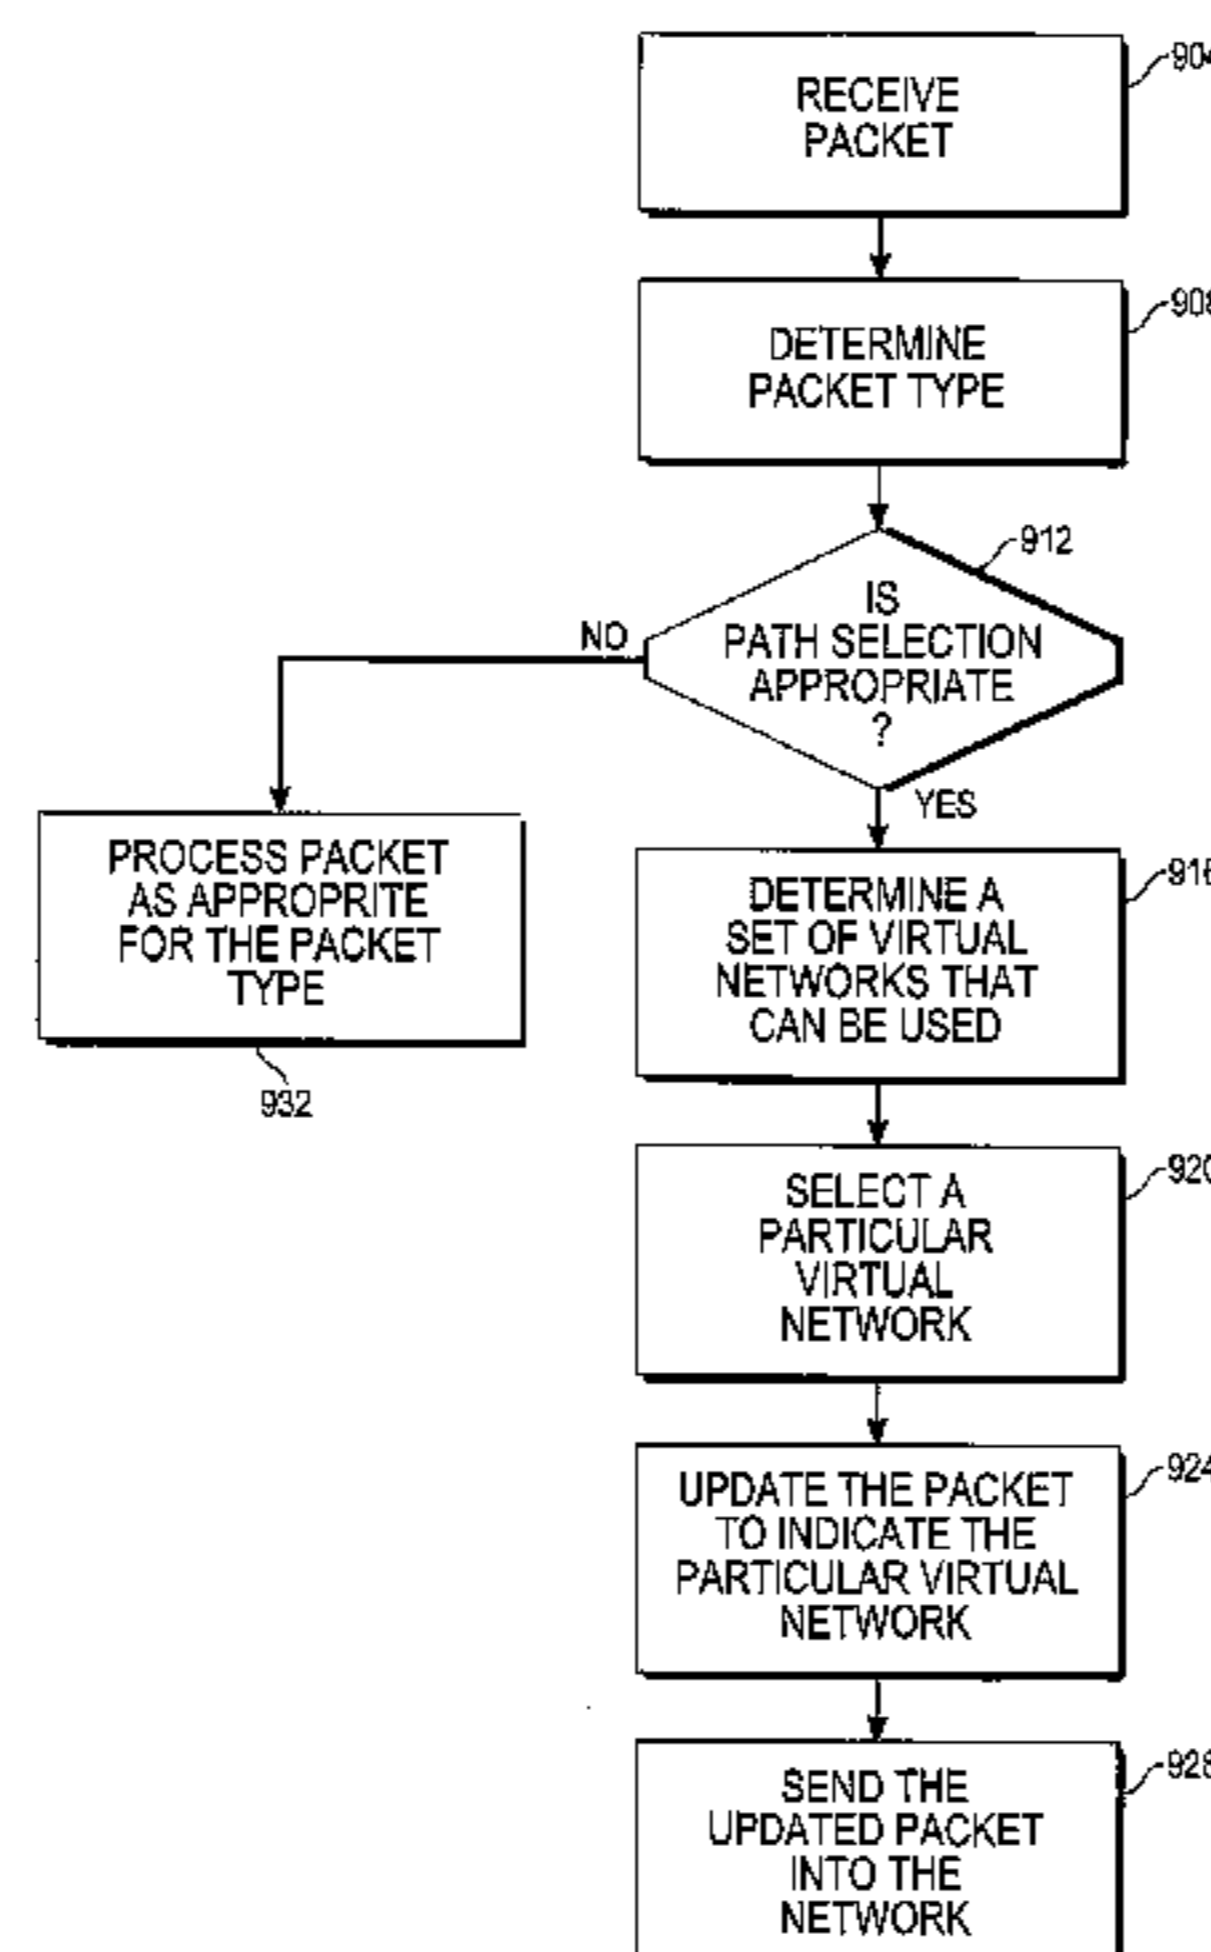 RECEIVE
PACKET
904
DETERMINE
PACKET TYPE
908
912
IS
PATH SELECTION
APPROPRIATE
?
NO
YES
PROCESS PACKET
AS APPROPRITE
FOR THE PACKET
TYPE
932
DETERMINE A
SET OF VIRTUAL
NETWORKS THAT
CAN BE USED
916
SELECT A
PARTICULAR
VIRTUAL
NETWORK
920
UPDATE THE PACKET
TO INDICATE THE
PARTICULAR VIRTUAL
NETWORK
924
SEND THE
UPDATED PACKET
INTO THE
NETWORK
928